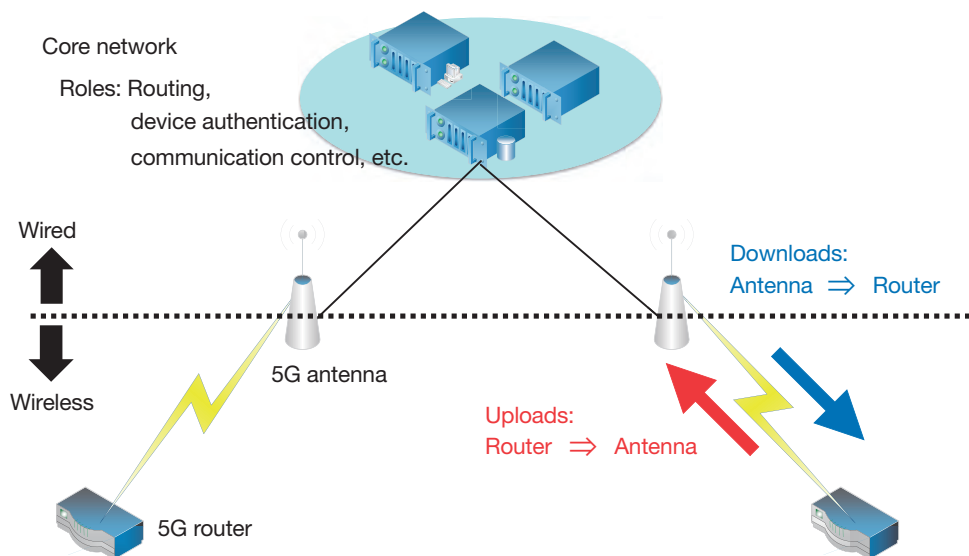 Core network
Roles: Routing,
device authentication,
communication control, etc.
Wired
Wireless
5G antenna
Downloads:
Antenna ⇒ Router
Uploads:
Router ⇒ Antenna
5G router